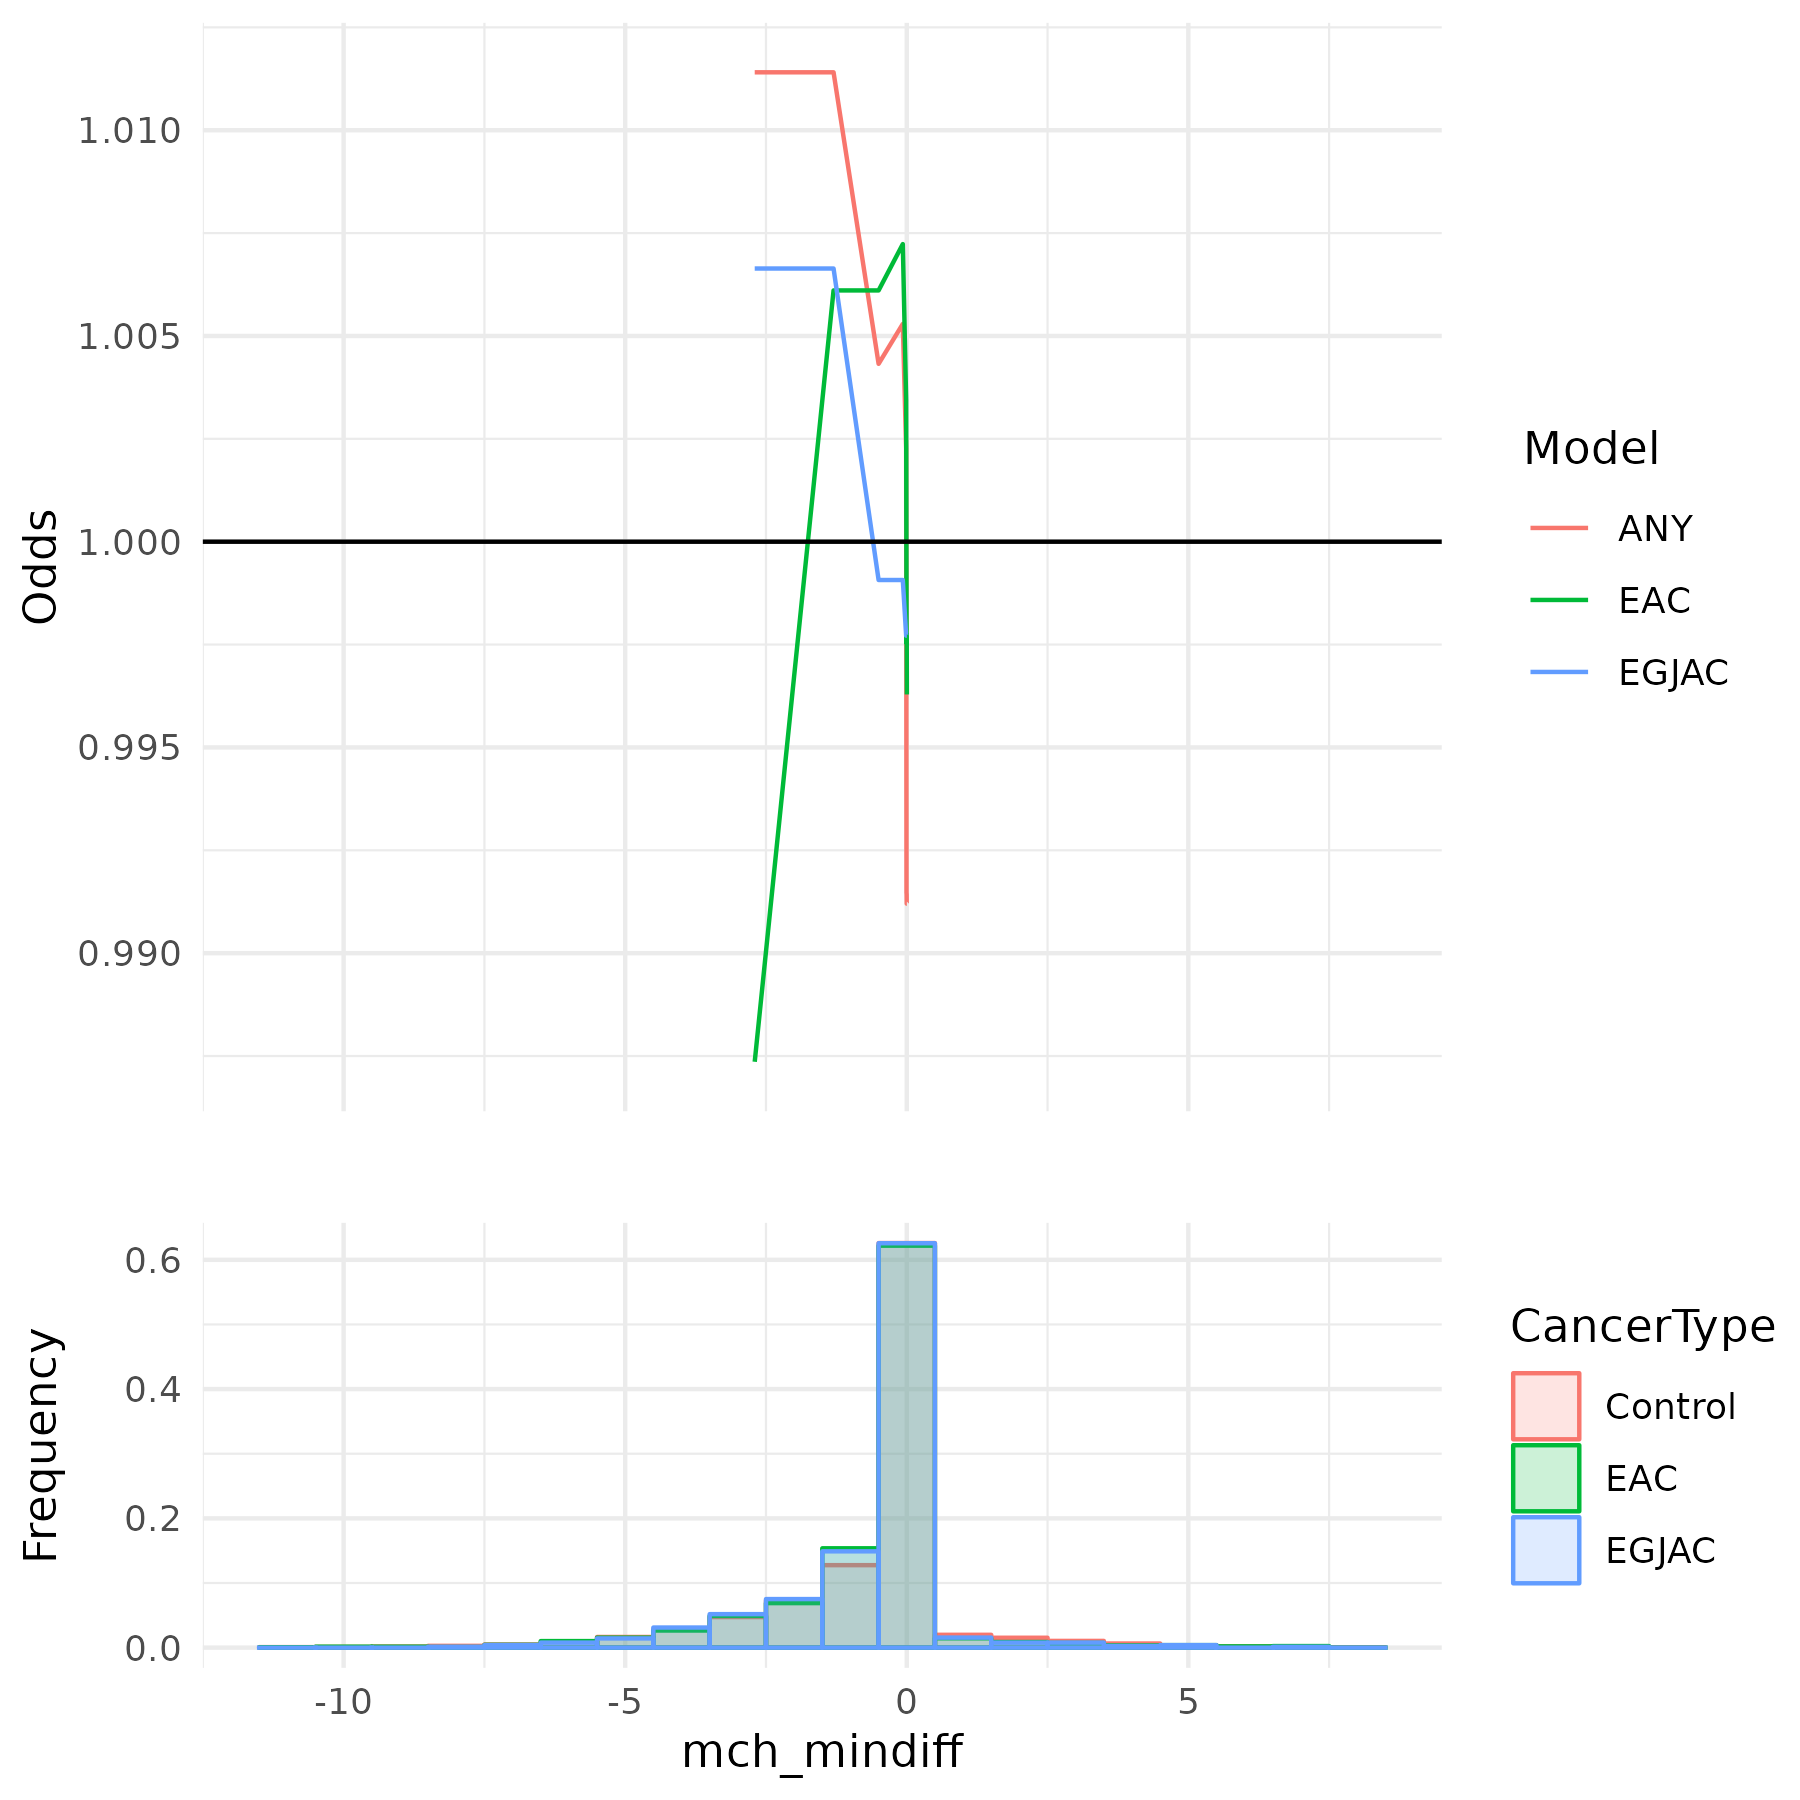 1.010
1.005
1.000
0.995
0.990
Odds
Model
ANY
EAC
EGJAC
0.6
0.4
0.2
0.0
Frequency
-10
-5
0
5
mch_mindiff
CancerType
Control
EAC
EGJAC